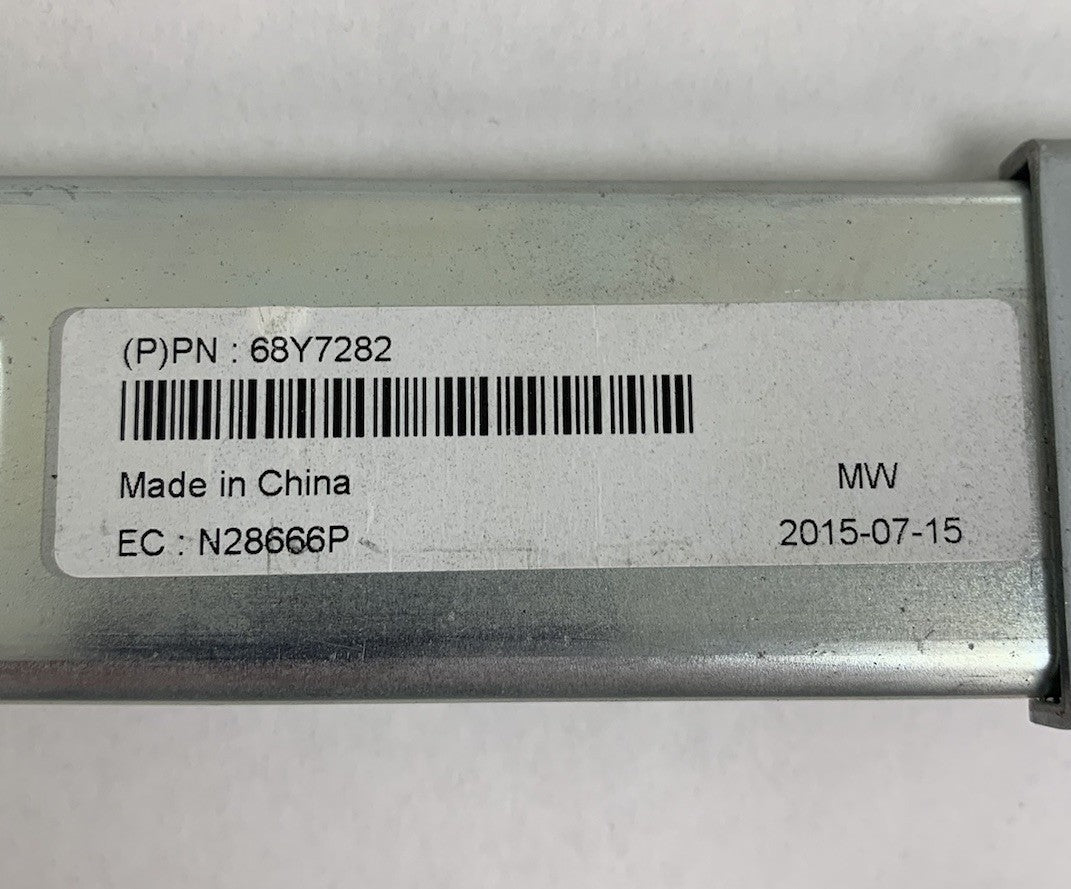 (P)PN : 68Y7282
Made in China
MW
EC : N28666P
2015-07-15